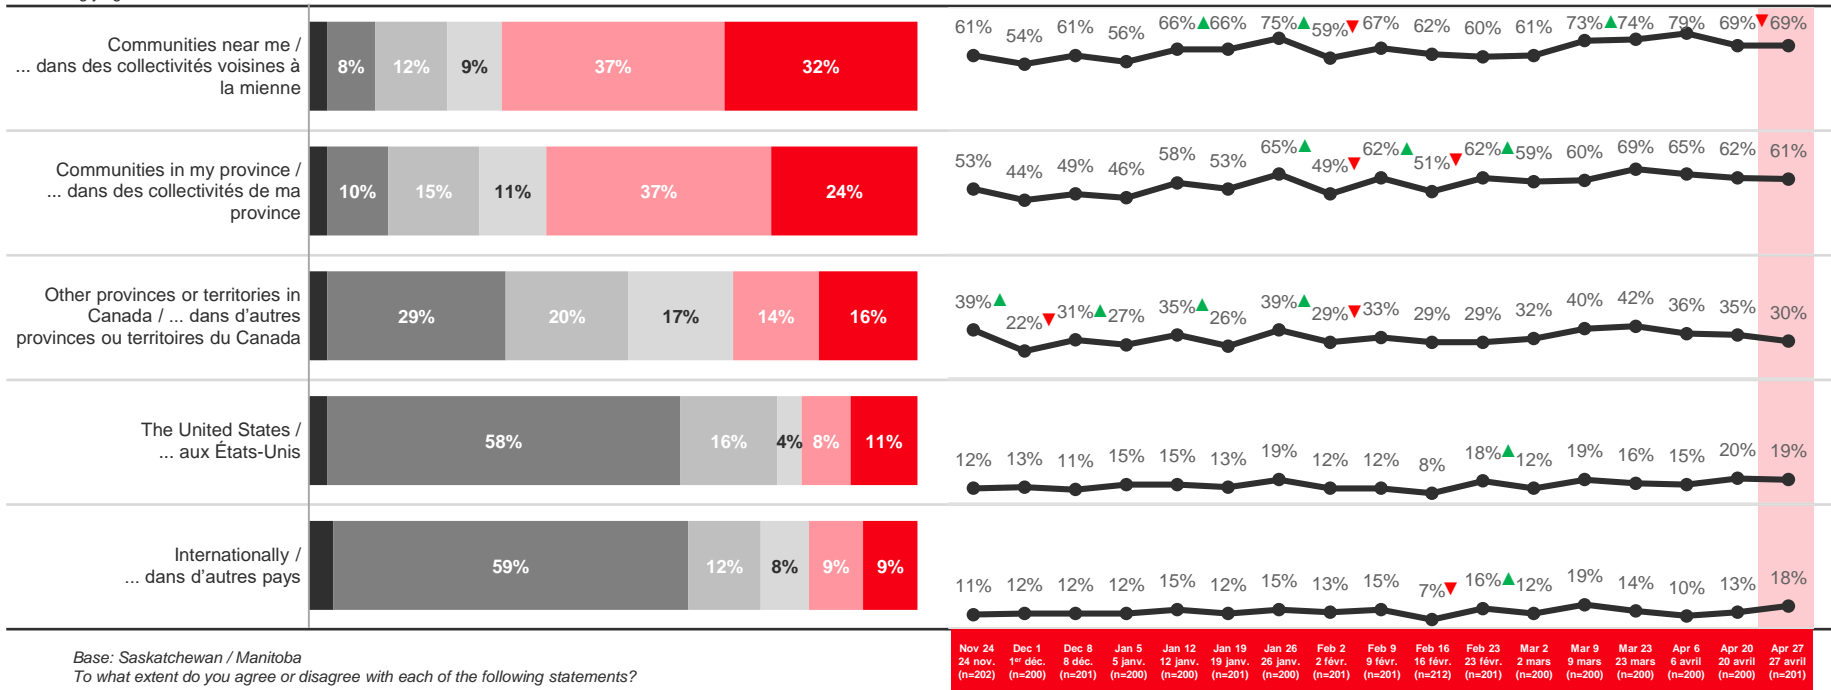 Communities near me /
... dans des collectivités voisines à
la mienne
8% 12% 9% 37% 32%
61% 54% 61% 56% 66% 66% 75% 59% 67% 62% 60% 61% 73% 74% 79% 69% 69%
Communities in my province /
... dans des collectivités de ma
province
10% 15% 11% 37% 24%
53% 44% 49% 46% 58% 53% 65% 49% 62% 51% 62% 59% 60% 69% 65% 62% 61%
Other provinces or territories in
Canada / ... dans d'autres
provinces ou territoires du Canada
29% 20% 17% 14% 16%
39% 22% 31% 27% 35% 26% 39% 29% 33% 29% 29% 32% 40% 42% 36% 35% 30%
The United States /
... aux États-Unis
58% 16% 4% 8% 11%
12% 13% 11% 15% 15% 13% 19% 12% 12% 8% 18% 12% 19% 16% 15% 20% 19%
Internationally /
... dans d'autres pays
59% 12% 8% 9% 9%
11% 12% 12% 12% 15% 12% 15% 13% 15% 7% 16% 12% 19% 14% 10% 13% 18%
Nov 24 Dec 1 Dec 8 Jan 5 Jan 12 Jan 19 Jan 26 Feb 2 Feb 9 Feb 16 Feb 23 Mar 2 Mar 9 Mar 23 Apr 6 Apr 20 Apr 27
24 nov. 1er déc. 8 déc. 5 janv. 12 janv. 19 janv. 26 janv. 2 févr. 9 févr. 16 févr. 23 févr. 2 mars 9 mars 23 mars 6 avril 20 avril 27 avril
(n=202) (n=200) (n=201) (n=200) (n=200) (n=201) (n=200) (n=201) (n=201) (n=212) (n=201) (n=200) (n=200) (n=200) (n=200) (n=200) (n=201)
Base: Saskatchewan / Manitoba
To what extent do you agree or disagree with each of the following statements?